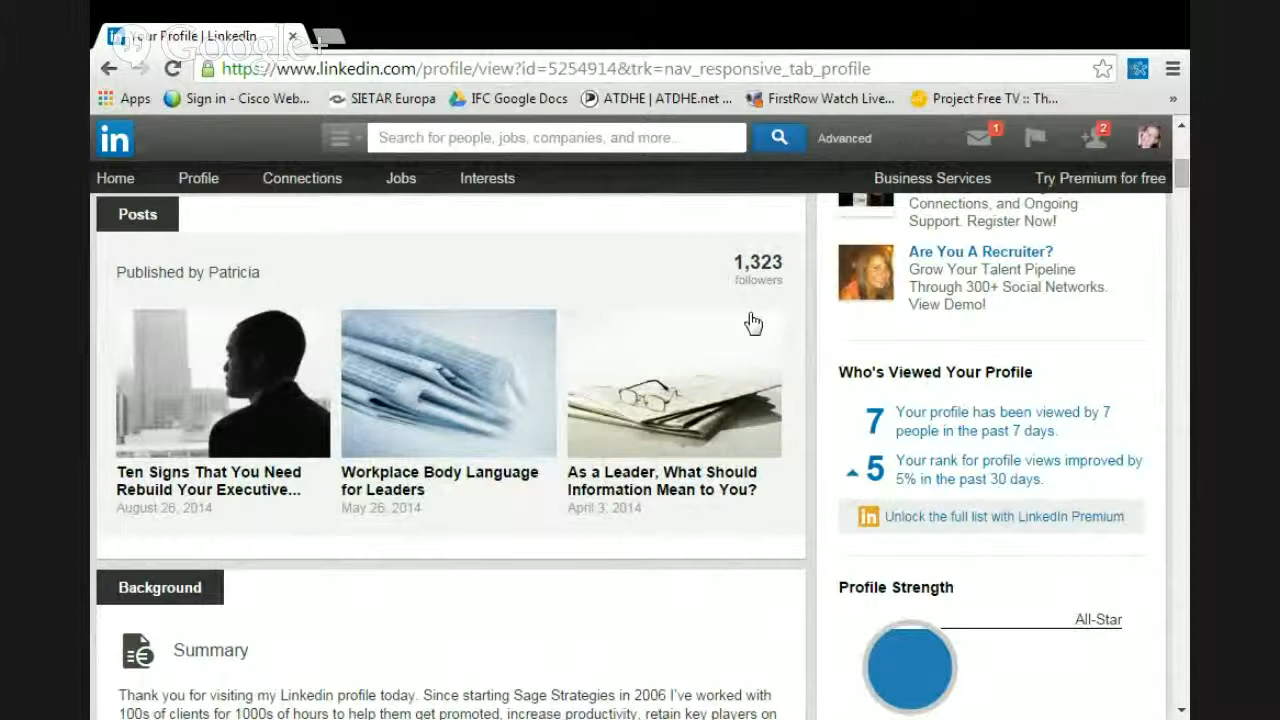 Your Profile | LinkedIn
Google+
https://www.linkedin.com/profile/view?id=5254914&trk=nav_responsive_tab_profile
Apps
Sign in - Cisco Web...
SIETAR Europa
IFC Google Docs
ATDHE | ATDHE.net ...
FirstRow Watch Live...
Project Free TV :: Th...
»
in
Search for people, jobs, companies, and more...
Advanced
1
2
Home
Profile
Connections
Jobs
Interests
Business Services
Try Premium for free
Posts
Published by Patricia
1,323
followers
Ten Signs That You Need
Rebuild Your Executive...
August 26, 2014
Workplace Body Language
for Leaders
May 26, 2014
As a Leader, What Should
Information Mean to You?
April 3, 2014
Background
Summary
Thank you for visiting my Linkedin profile today. Since starting Sage Strategies in 2006 I've worked with
100s of clients for 1000s of hours to help them get promoted, increase productivity, retain key players on
Connections, and Ongoing
Support. Register Now!
Are You A Recruiter?
Grow Your Talent Pipeline
Through 300+ Social Networks.
View Demo!
Who's Viewed Your Profile
7
Your profile has been viewed by 7
people in the past 7 days.
5
Your rank for profile views improved by
5% in the past 30 days.
in
Unlock the full list with LinkedIn Premium
Profile Strength
All-Star